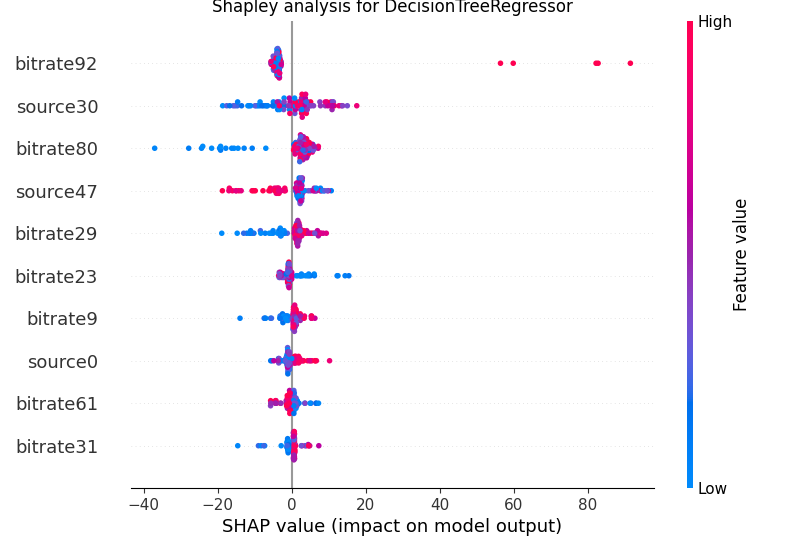 Shapley analysis for DecisionTreeRegressor
High
bitrate92
source30
bitrate80
source47
bitrate29
bitrate23
bitrate9
source0
bitrate61
bitrate31
Feature value
Low
−40 −20 0 20 40 60 80
SHAP value (impact on model output)